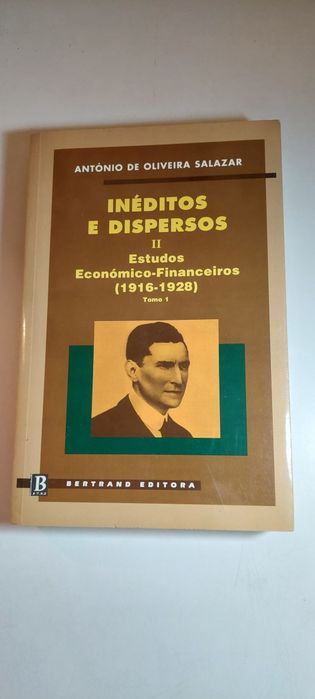 ANTÓNIO DE OLIVEIRA SALAZAR
INÉDITOS
E DISPERSOS
II
Estudos
Económico-Financeiros
(1916-1928)
Tomo 1
B
BERTRAND EDITORA